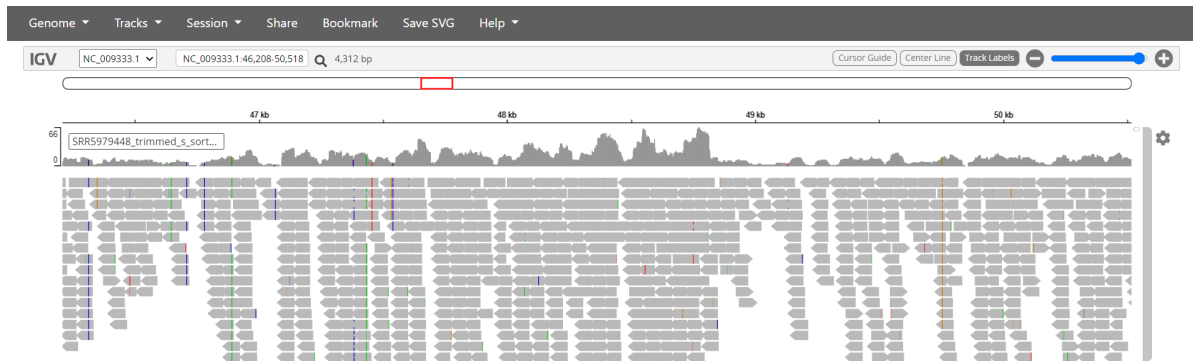 Genome Tracks Session Share Bookmark Save SVG Help
IGV NC_009333.1 NC_009333.1:46,208-50,518 4,312 bp Cursor Guide Center Line Track Labels
47 kb 48 kb 49 kb 50 kb
66
SRR5979448_trimmed_s_sort...
0